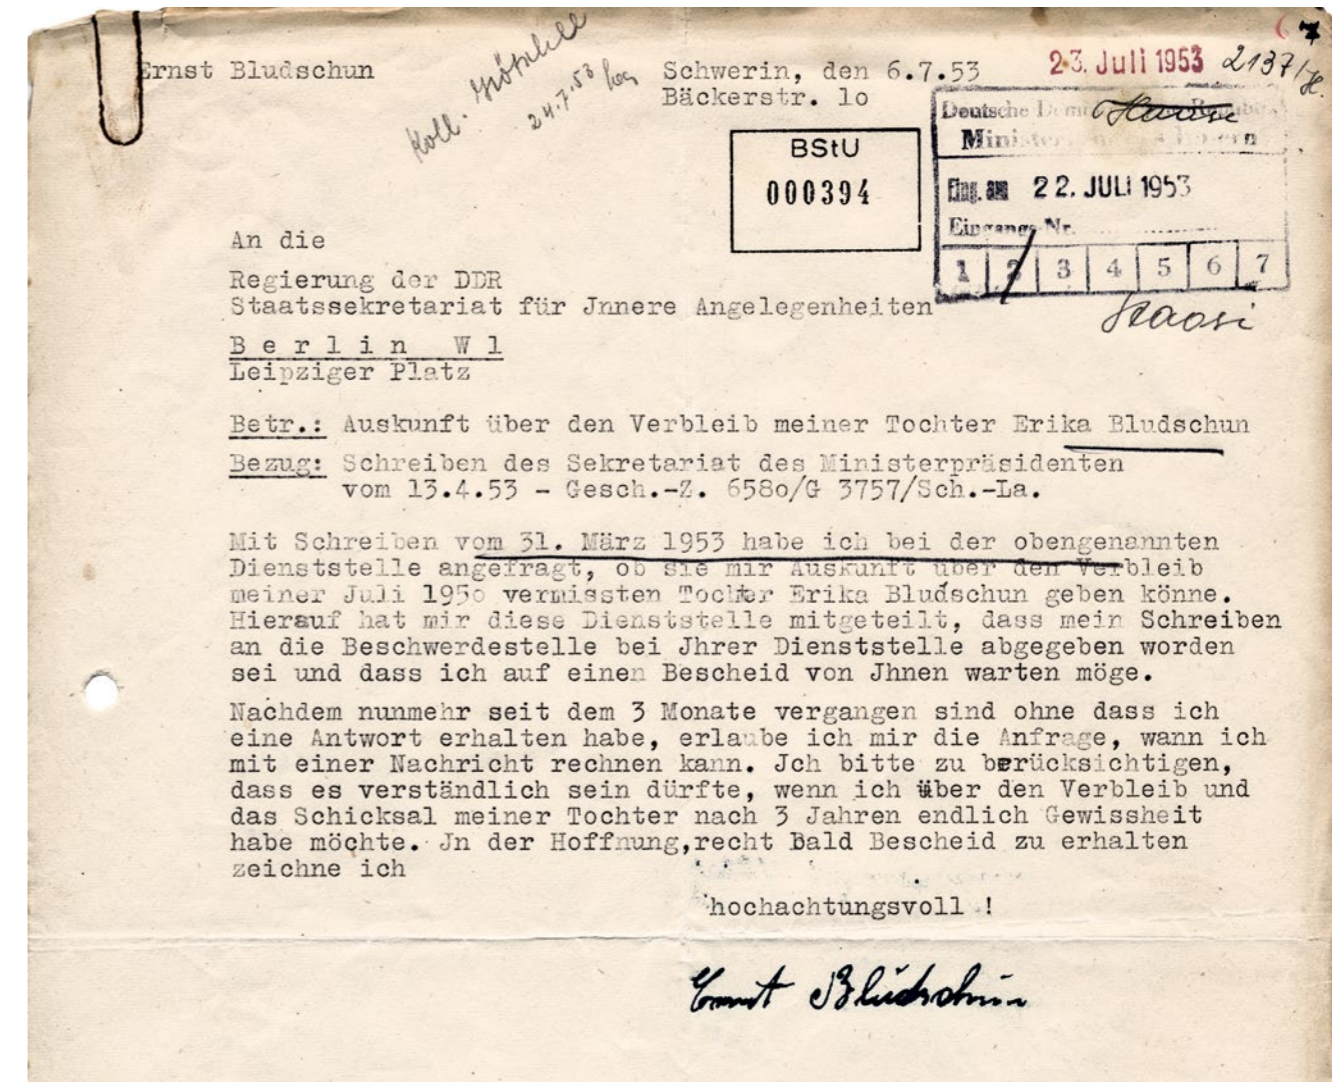 Ernst Bludschun
Koll.
24.7.53
Schwerin, den 6.7.53
Bäckerstr. lo
23. Juli 1953
2137/
BStU
000394
Deutsche
Eing. am 22. JULI 1953
Eingangs-Nr.
1 2 3 4 5 6 7
An die
Regierung der DDR
Staatssekretariat für Jnnere Angelegenheiten
Berlin W1
Leipziger Platz
Betr.: Auskunft über den Verbleib meiner Tochter Erika Bludschun
Bezug: Schreiben des Sekretariat des Ministerpräsidenten
vom 13.4.53 - Gesch.-Z. 658o/G 3757/Sch.-La.
Mit Schreiben vom 31. März 1953 habe ich bei der obengenannten
Dienststelle angefragt, ob sie mir Auskunft über den Verbleib
meiner Juli 195o vermissten Tochter Erika Bludschun geben könne.
Hierauf hat mir diese Dienststelle mitgeteilt, dass mein Schreiben
an die Beschwerdestelle bei Jhrer Dienststelle abgegeben worden
sei und dass ich auf einen Bescheid von Jhnen warten möge.
Nachdem nunmehr seit dem 3 Monate vergangen sind ohne dass ich
eine Antwort erhalten habe, erlaube ich mir die Anfrage, wann ich
mit einer Nachricht rechnen kann. Jch bitte zu berücksichtigen,
dass es verständlich sein dürfte, wenn ich über den Verbleib und
das Schicksal meiner Tochter nach 3 Jahren endlich Gewissheit
habe möchte. Jn der Hoffnung,recht Bald Bescheid zu erhalten
zeichne ich
hochachtungsvoll !
Ernst Bludschun